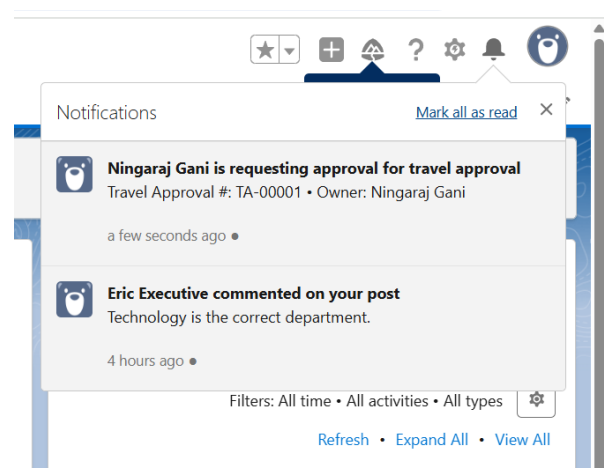 Notifications
Mark all as read
Ningaraj Gani is requesting approval for travel approval
Travel Approval #: TA-00001 • Owner: Ningaraj Gani
a few seconds ago •
Eric Executive commented on your post
Technology is the correct department.
4 hours ago •
Filters: All time • All activities • All types
Refresh • Expand All • View All